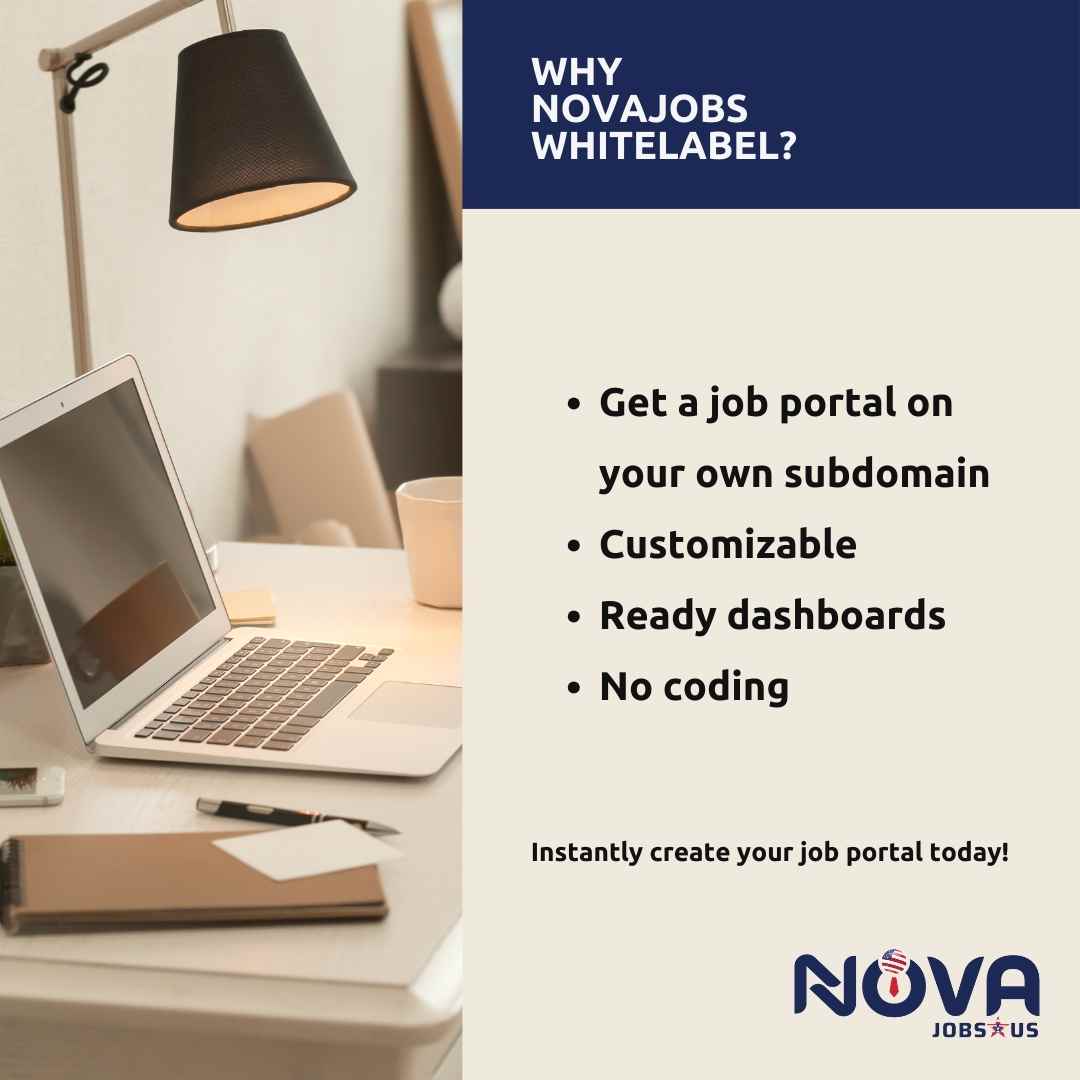 WHY
NOVAJOBS
WHITELABEL?
• Get a job portal on
your own subdomain
• Customizable
• Ready dashboards
• No coding
Instantly create your job portal today!
NOVA
JOBS US